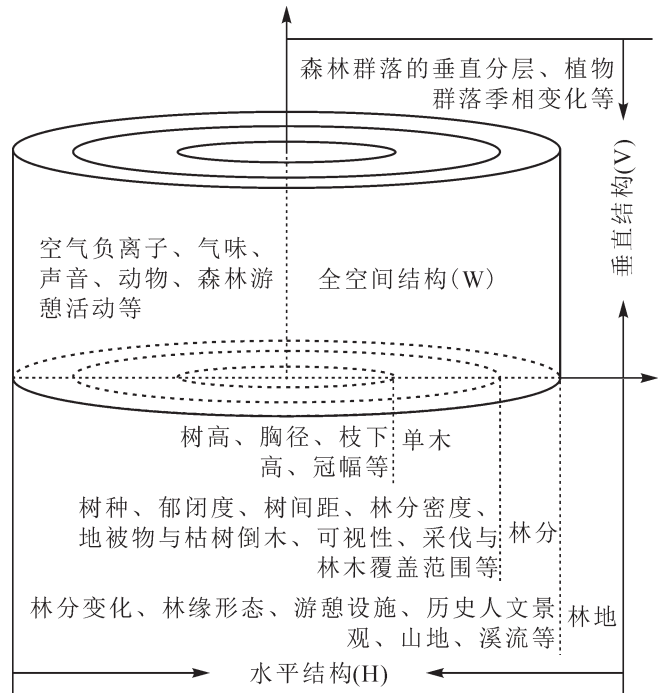 森林群落的垂直分层、植物
群落季相变化等
垂直结构(V)
空气负离子、气味、
声音、动物、森林游
憩活动等
全空间结构(W)
树高、胸径、枝下
高、冠幅等
单木
树种、郁闭度、树间距、林分密度、
地被物与枯树倒木、可视性、采伐与
林木覆盖范围等
林分
林分变化、林缘形态、游憩设施、历史人文景
观、山地、溪流等
林地
水平结构(H)